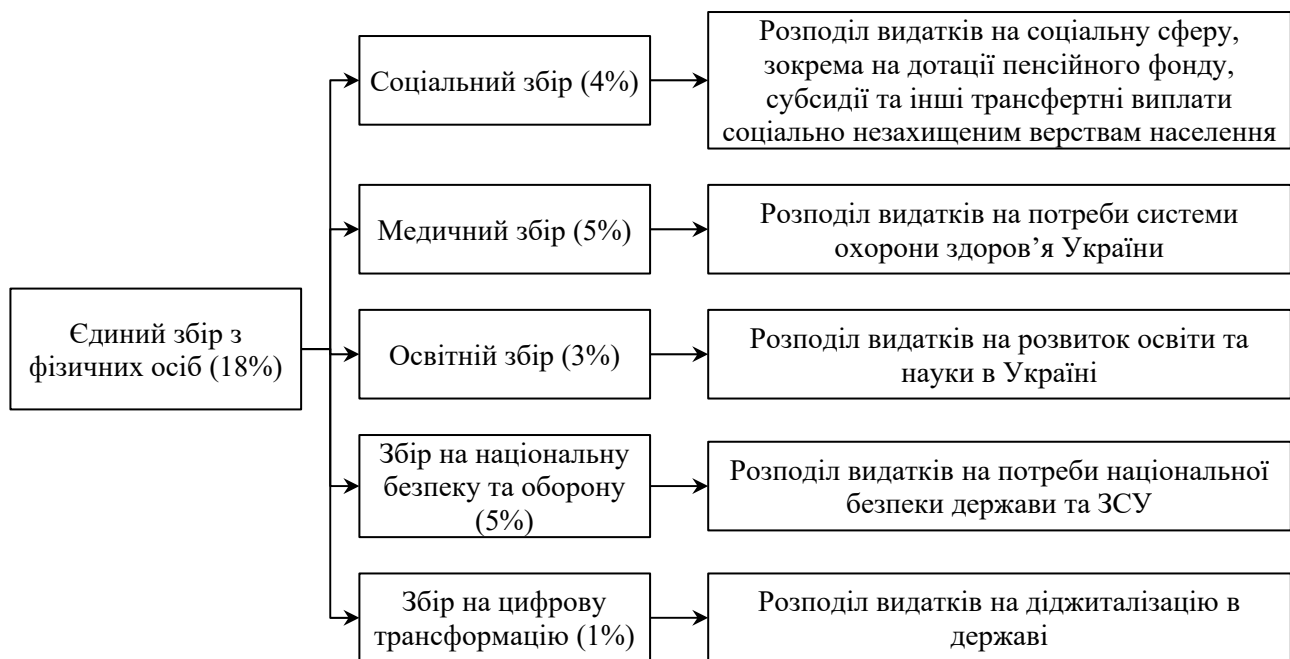 Єдиний збір з
фізичних осіб (18%)
Соціальний збір (4%)
Розподіл видатків на соціальну сферу,
зокрема на дотації пенсійного фонду,
субсидії та інші трансфертні виплати
соціально незахищеним верствам населення
Медичний збір (5%)
Розподіл видатків на потреби системи
охорони здоров’я України
Освітній збір (3%)
Розподіл видатків на розвиток освіти та
науки в Україні
Збір на національну
безпеку та оборону
(5%)
Розподіл видатків на потреби національної
безпеки держави та ЗСУ
Збір на цифрову
трансформацію (1%)
Розподіл видатків на діджиталізацію в
державі